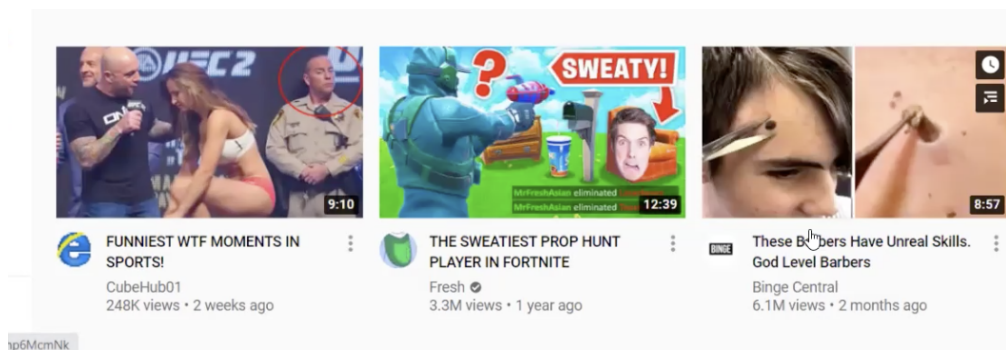 UFC 2
9:10
?
SWEATY!
MrFreshAsian eliminated
MrFreshAsian eliminated
12:39
8:57
FUNNIEST WTF MOMENTS IN
SPORTS!
CubeHub01
248K views • 2 weeks ago
THE SWEATIEST PROP HUNT
PLAYER IN FORTNITE
Fresh
3.3M views • 1 year ago
BINGE
These Barbers Have Unreal Skills.
God Level Barbers
Binge Central
6.1M views • 2 months ago
np6McmNk